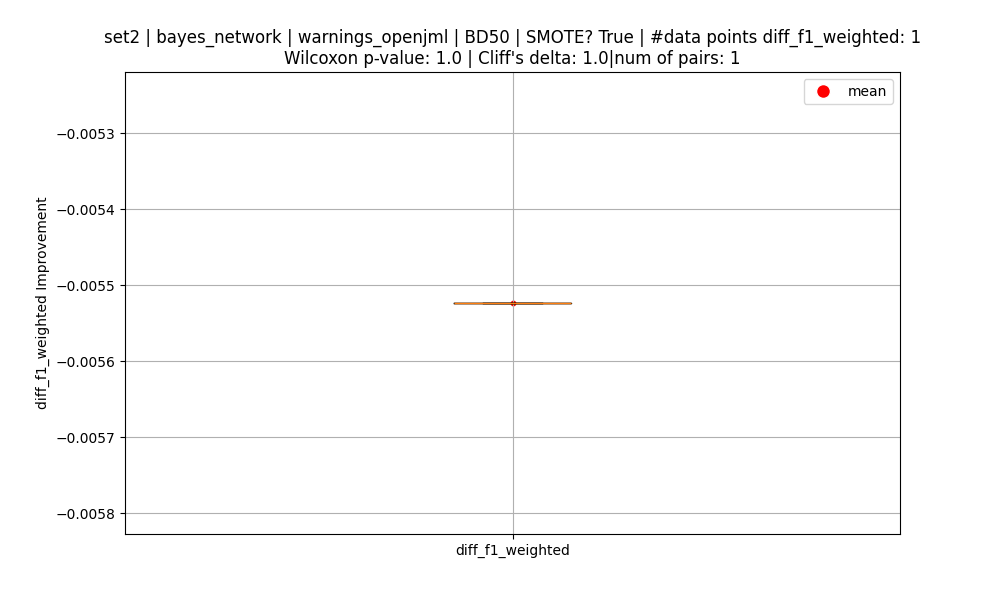 set2 | bayes_network | warnings_openjml | BD50 | SMOTE? True | #data points diff_f1_weighted: 1
Wilcoxon p-value: 1.0 | Cliff's delta: 1.0|num of pairs: 1
mean
−0.0053
−0.0054
−0.0055
−0.0056
−0.0057
−0.0058
diff_f1_weighted Improvement
diff_f1_weighted